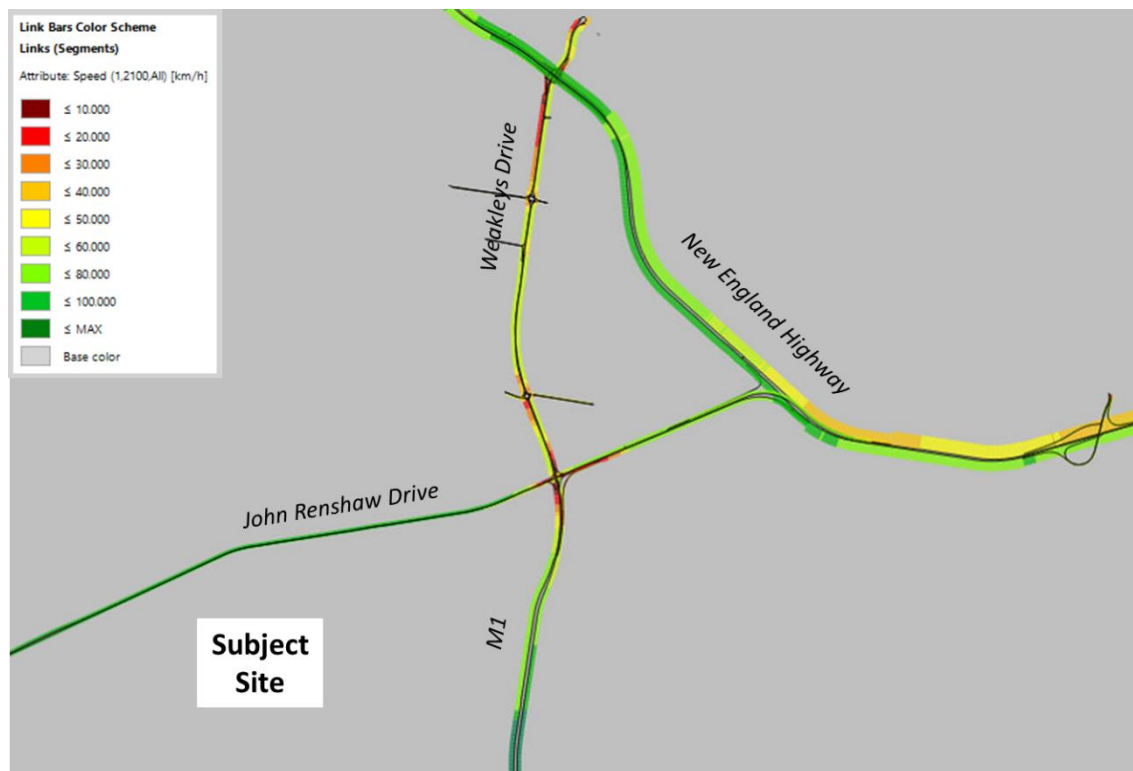 Link Bars Color Scheme
Links (Segments)
Attribute: Speed (1,2100,All) [km/h]
≤ 10.000
≤ 20.000
≤ 30.000
≤ 40.000
≤ 50.000
≤ 60.000
≤ 80.000
≤ 100.000
≤ MAX
Base color
Weakleys Drive
New England Highway
John Renshaw Drive
M1
Subject
Site